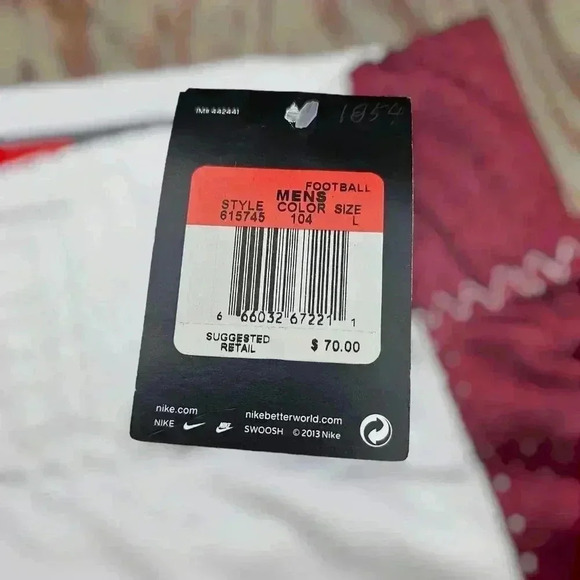 1854
FOOTBALL
MENS
STYLE COLOR SIZE
615745 104 L
6 66032 67221 1
SUGGESTED
RETAIL $ 70.00
nike.com nikebetterworld.com
NIKE SWOOSH © 2013 Nike